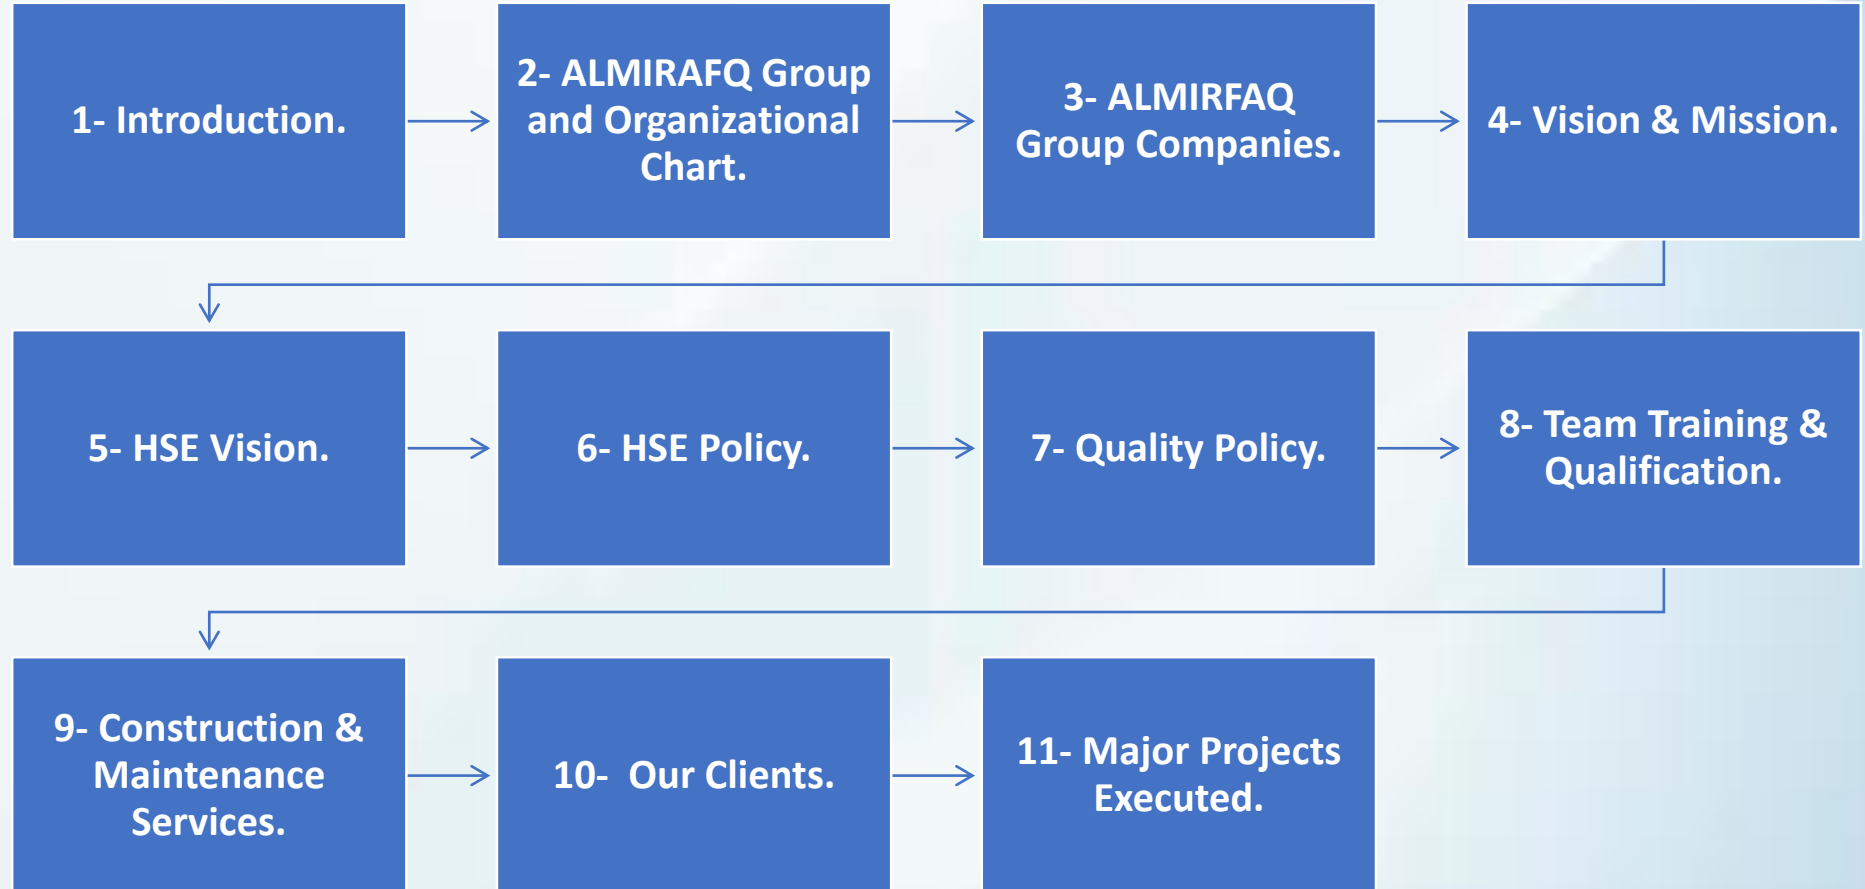 1- Introduction.
2- ALMIRAFQ Group
and Organizational
Chart.
3- ALMIRFAQ
Group Companies.
4- Vision & Mission.
5- HSE Vision.
6- HSE Policy.
7- Quality Policy.
8- Team Training &
Qualification.
9- Construction &
Maintenance
Services.
10-  Our Clients.
11- Major Projects
Executed.